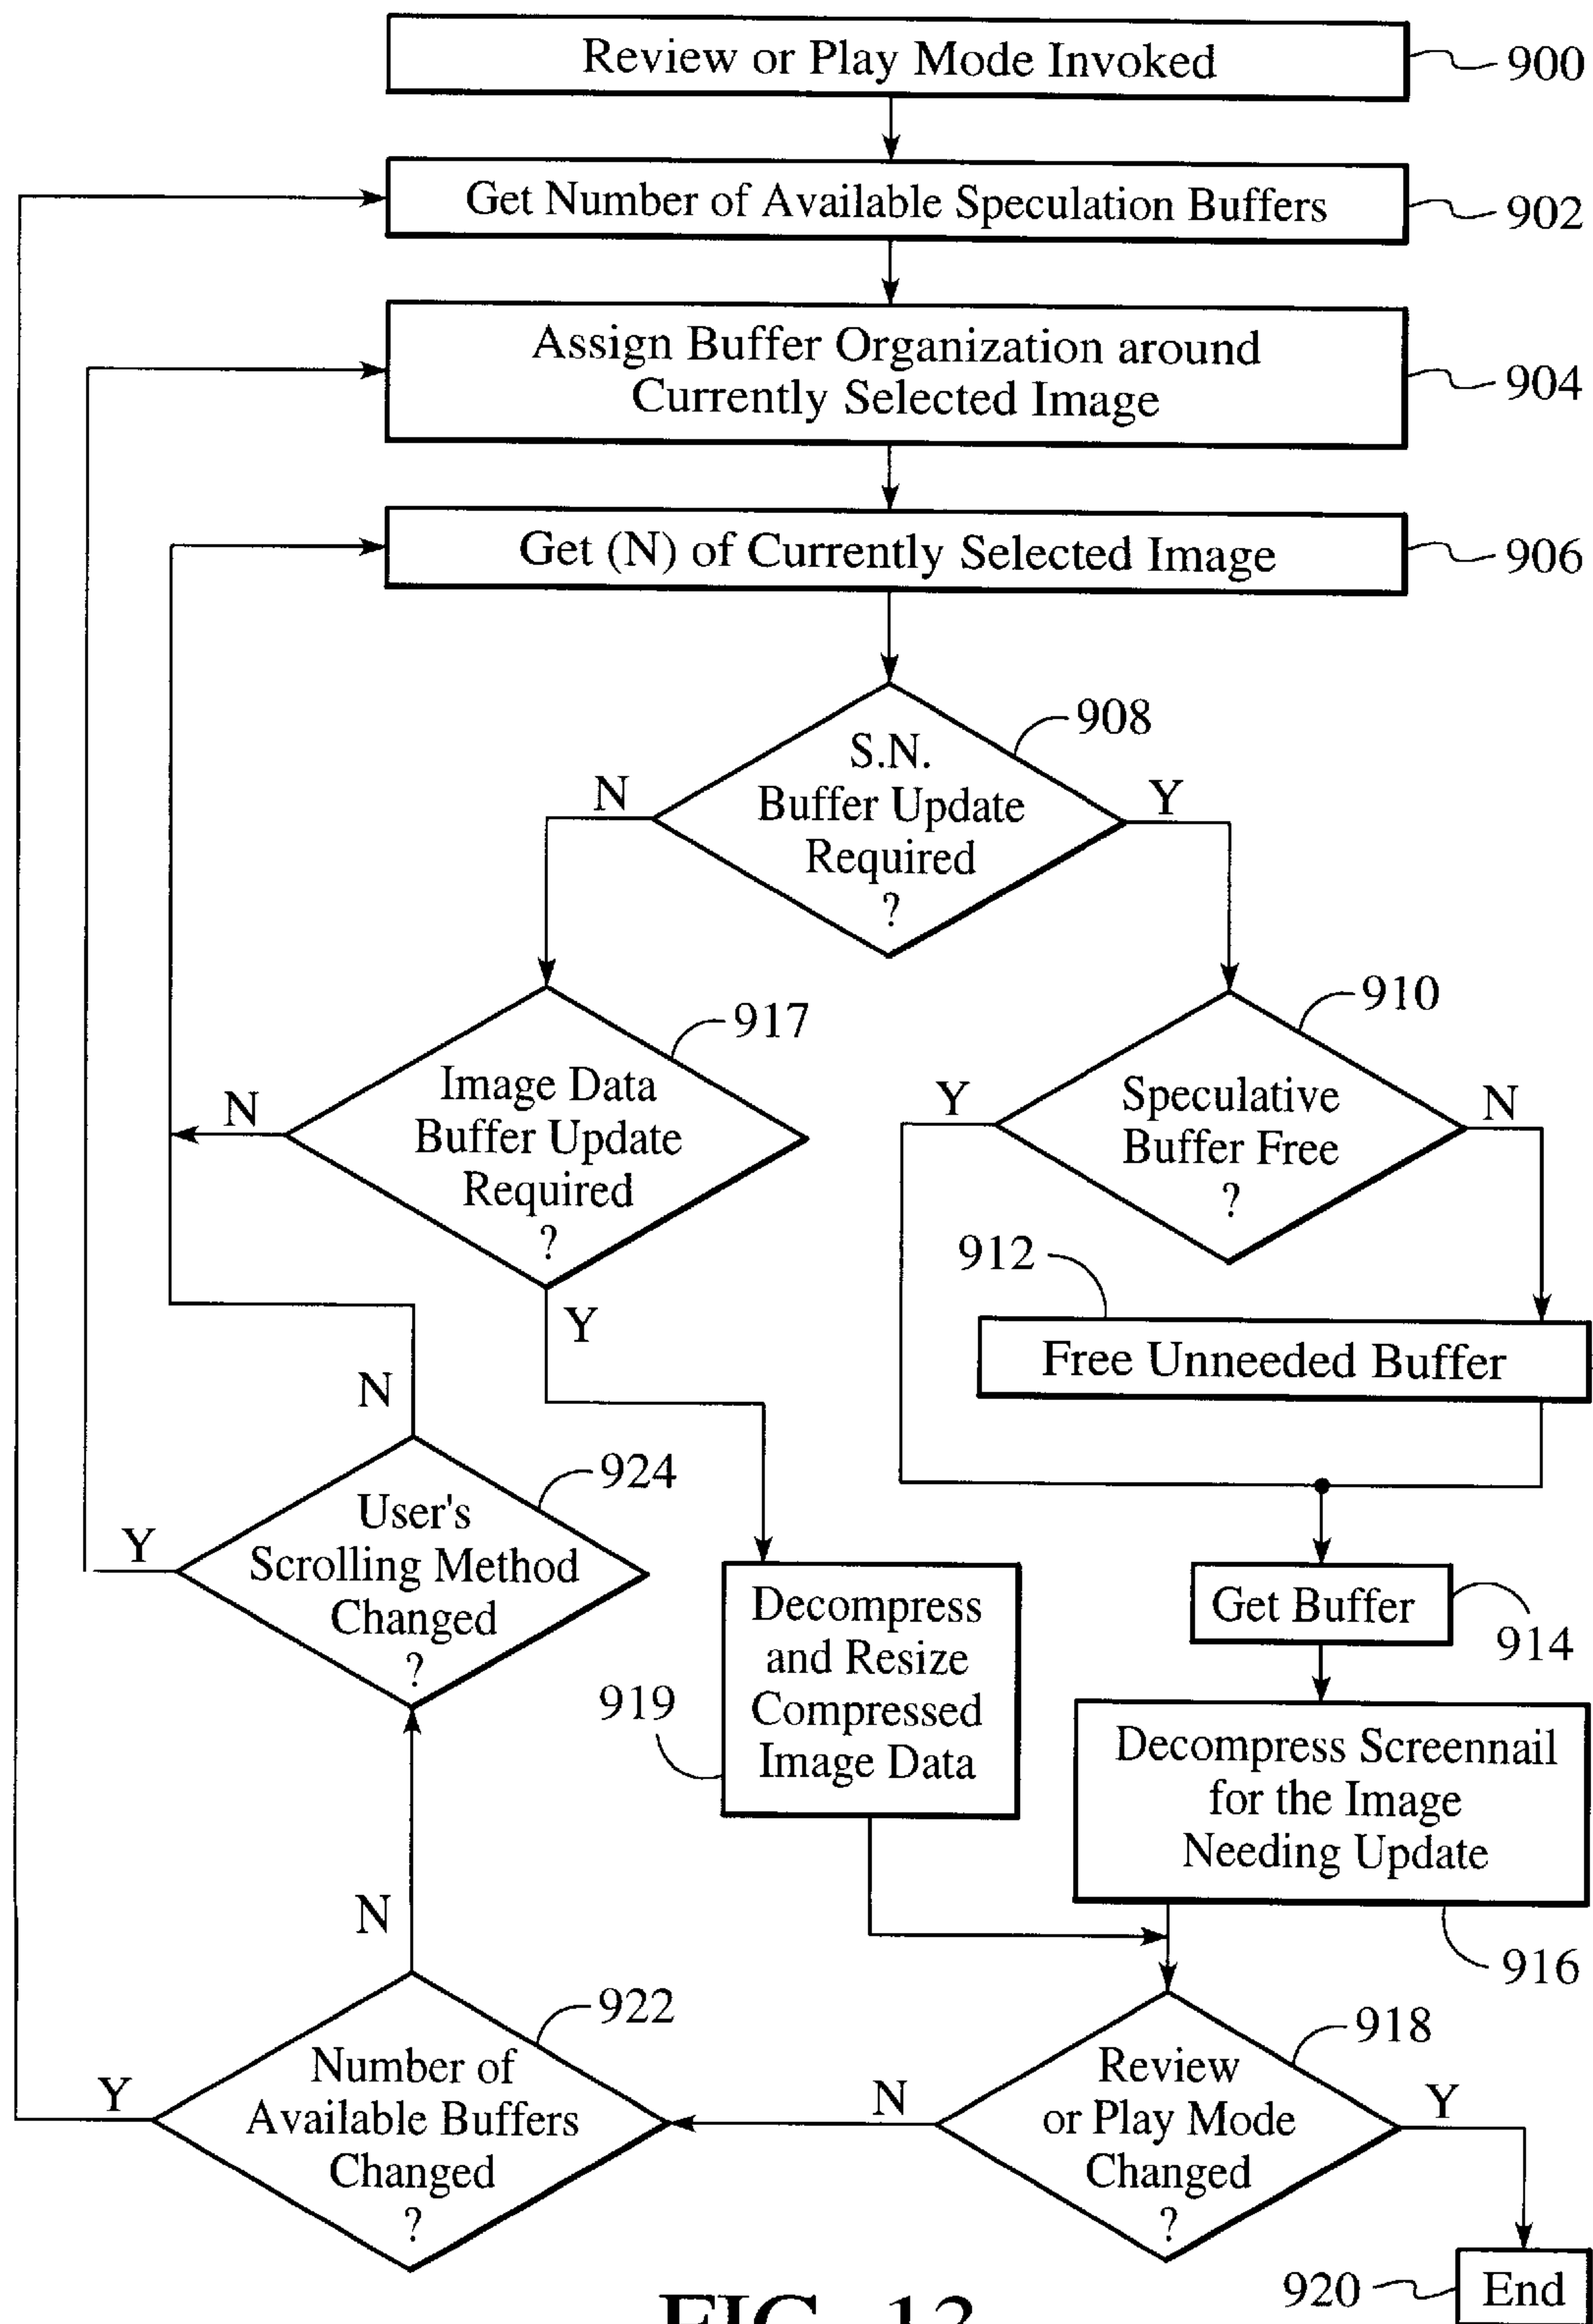 Review or Play Mode Invoked
900
Get Number of Available Speculation Buffers
902
Assign Buffer Organization around
Currently Selected Image
904
Get (N) of Currently Selected Image
906
908
S.N.
Buffer Update
Required
?
N
Y
917
Image Data
Buffer Update
Required
?
N
Y
910
Speculative
Buffer Free
?
Y
N
912
Free Unneeded Buffer
924
User's
Scrolling Method
Changed
?
N
Y
919
Decompress
and Resize
Compressed
Image Data
Get Buffer
914
Decompress Screennail
for the Image
Needing Update
916
922
Number of
Available Buffers
Changed
?
N
Y
918
Review
or Play Mode
Changed
?
N
Y
920
End
FIG. 13